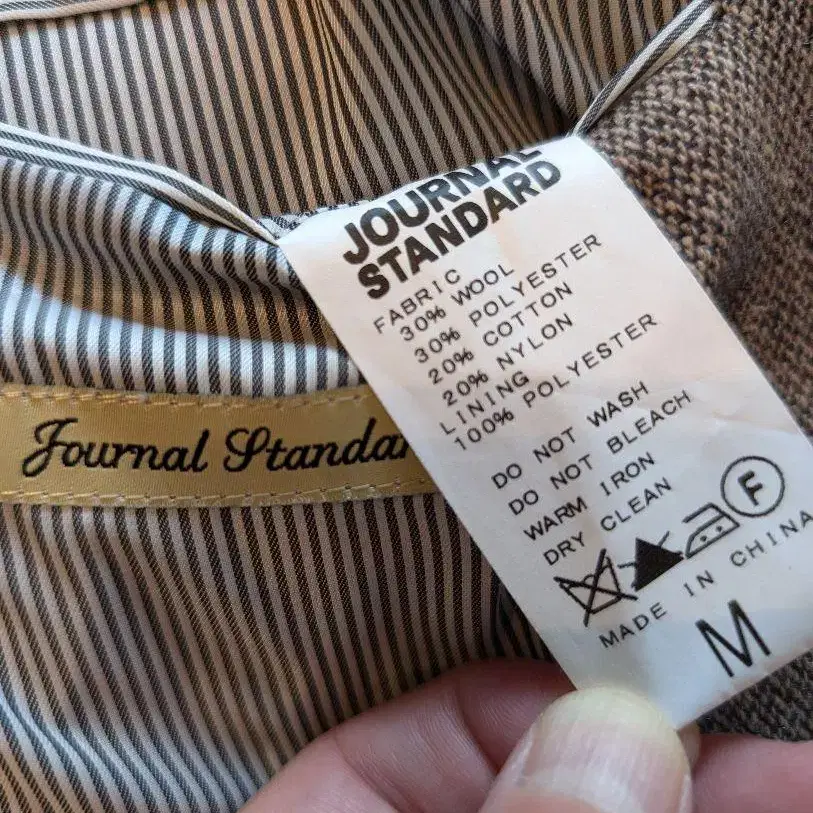 JOURNAL
STANDARD
FABRIC
30% WOOL
30% POLYESTER
20% COTTON
20% NYLON
LINING
100% POLYESTER
DO NOT WASH
DO NOT BLEACH
WARM IRON
DRY CLEAN
F
MADE IN CHINA
M
Journal Standar